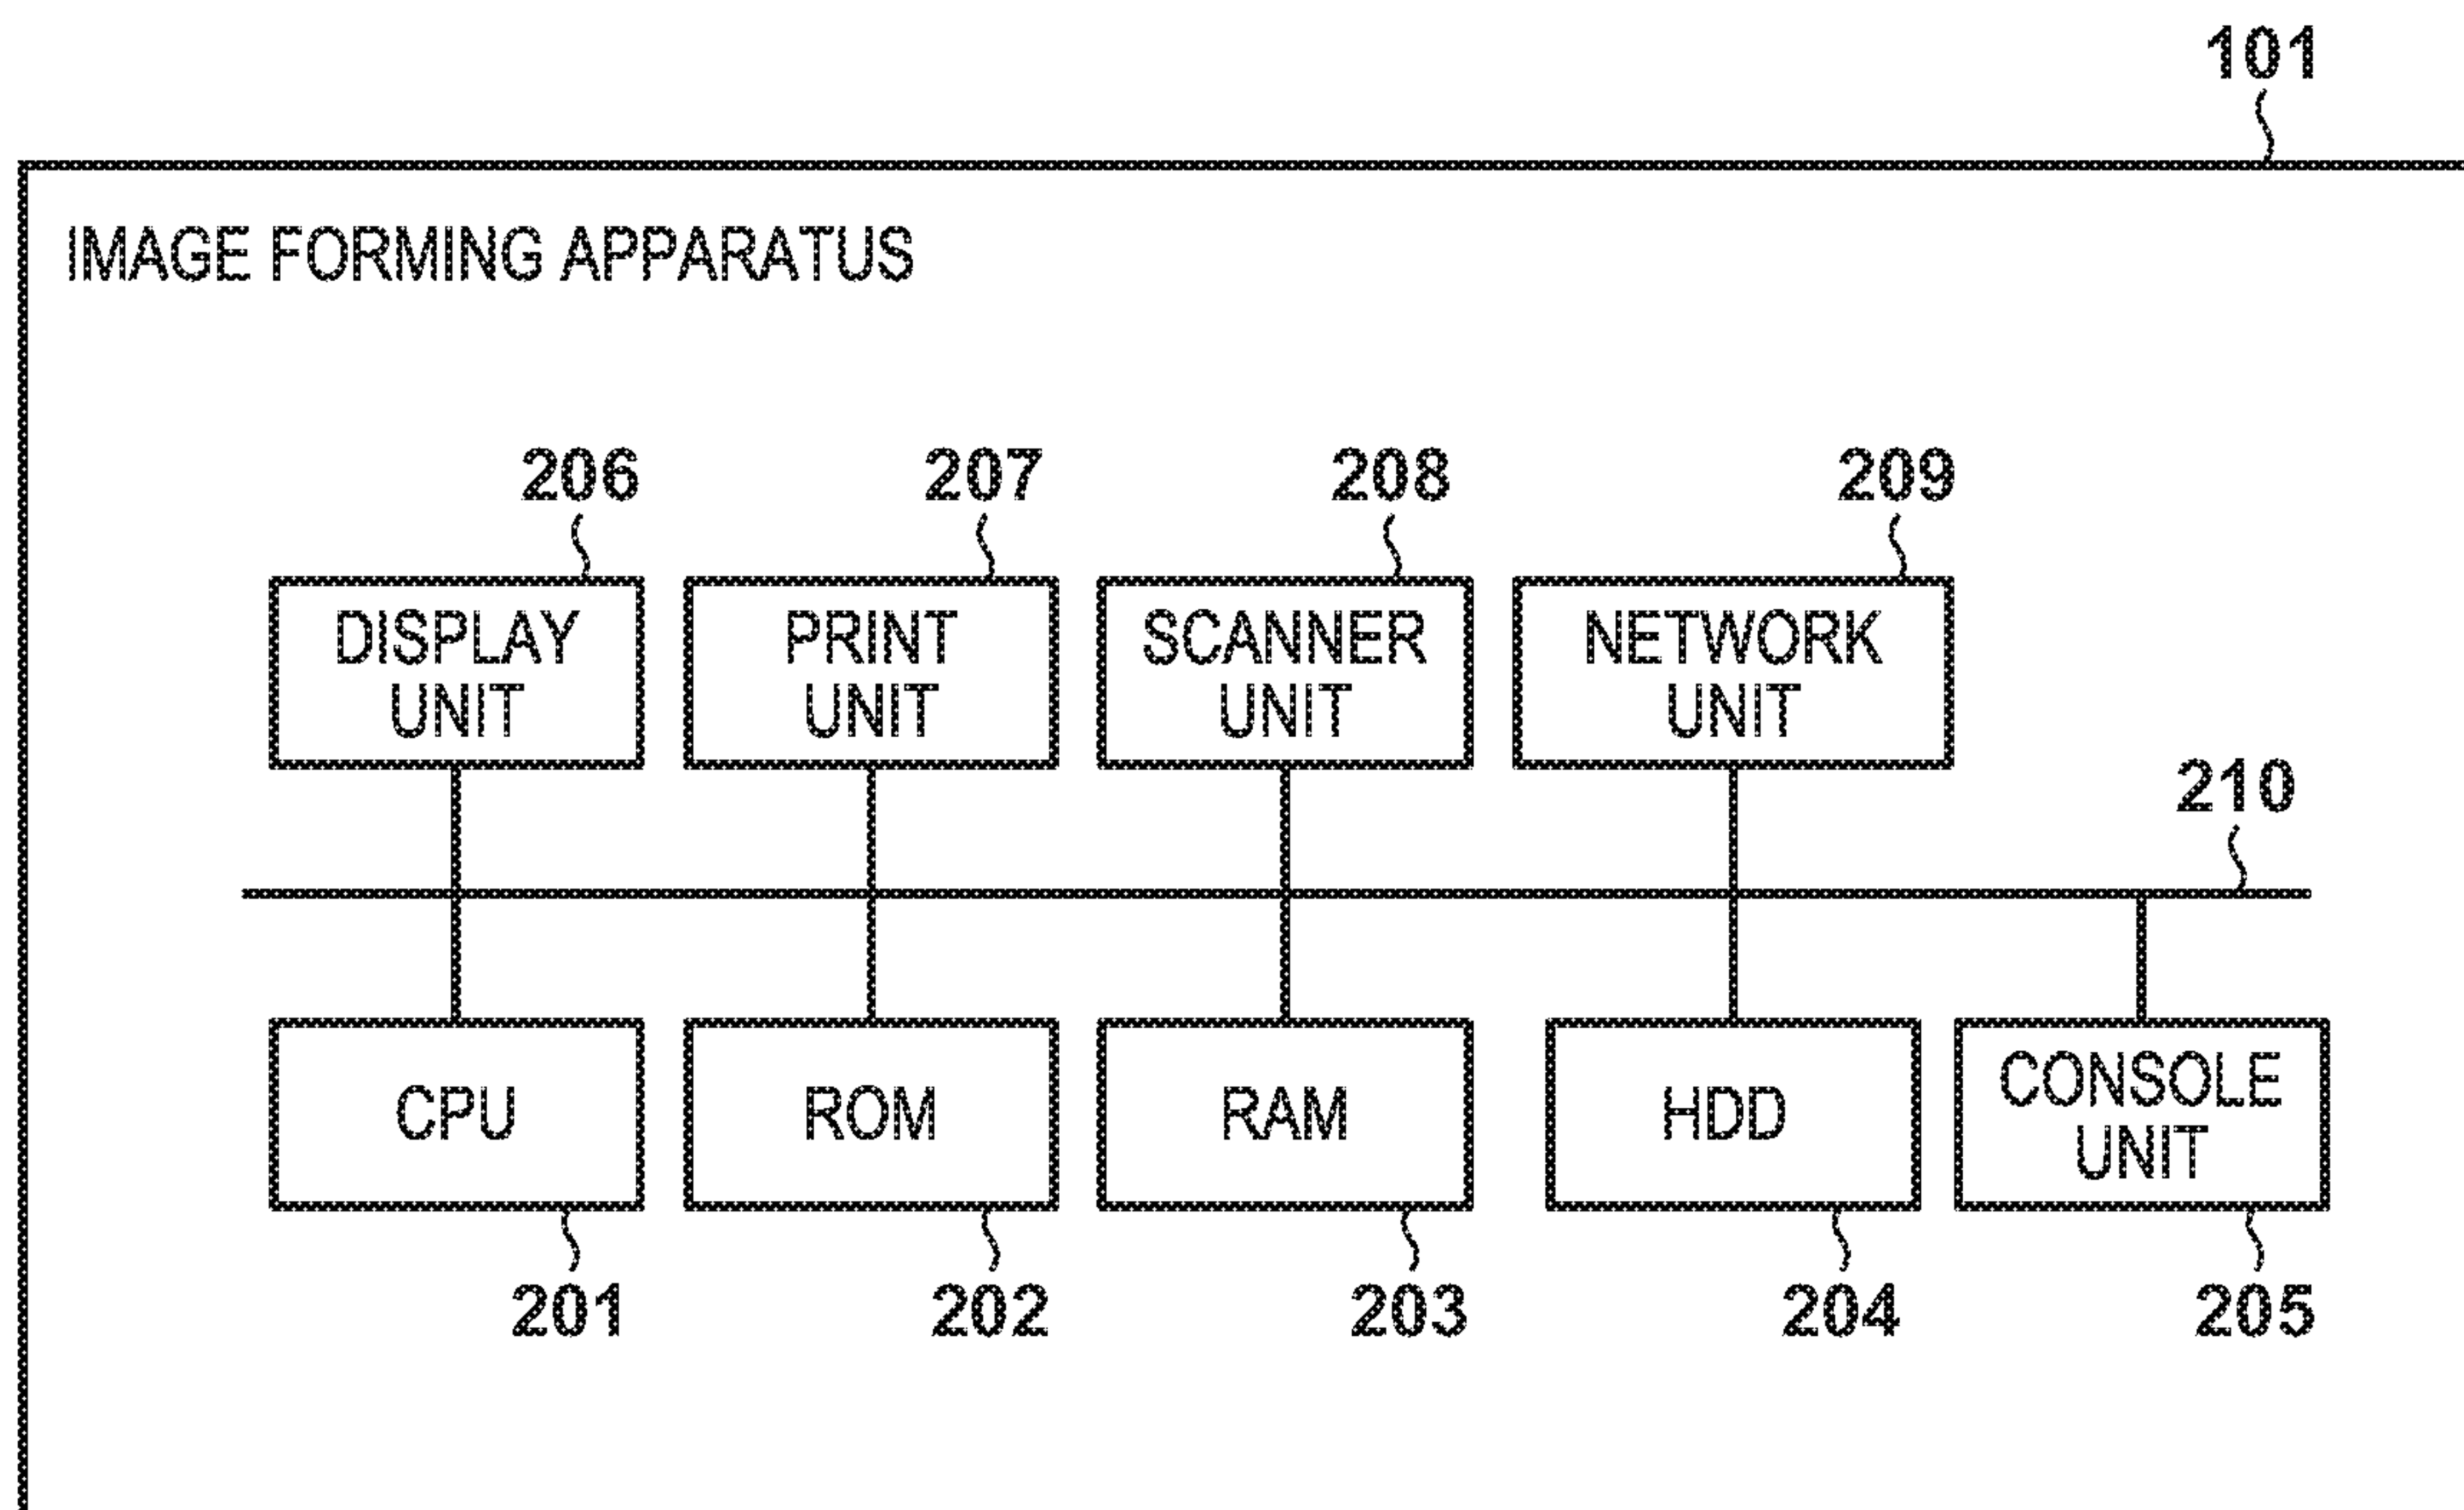 101
IMAGE FORMING APPARATUS
206
207
208
209
DISPLAY
UNIT
PRINT
UNIT
SCANNER
UNIT
NETWORK
UNIT
210
CPU
ROM
RAM
HDD
CONSOLE
UNIT
201
202
203
204
205